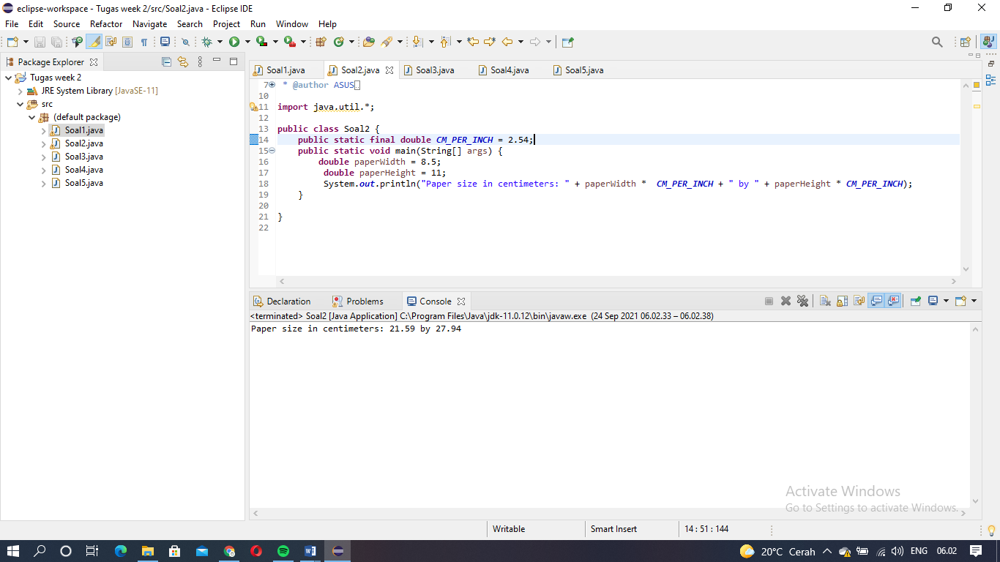 eclipse-workspace - Tugas week 2/src/Soal2.java - Eclipse IDE
File Edit Source Refactor Navigate Search Project Run Window Help
Package Explorer
Tugas week 2
JRE System Library [JavaSE-11]
src
(default package)
Soal1.java
Soal2.java
Soal3.java
Soal4.java
Soal5.java
Soal1.java Soal2.java Soal3.java Soal4.java Soal5.java
7 * @author ASUS
10
11 import java.util.*;
12
13 public class Soal2 {
14 public static final double CM_PER_INCH = 2.54;
15 public static void main(String[] args) {
16 double paperWidth = 8.5;
17 double paperHeight = 11;
18 System.out.println("Paper size in centimeters: " + paperWidth * CM_PER_INCH + " by " + paperHeight * CM_PER_INCH);
19 }
20
21 }
22
Declaration Problems Console
<terminated> Soal2 [Java Application] C:\Program Files\Java\jdk-11.0.12\bin\javaw.exe (24 Sep 2021 06.02.33 – 06.02.38)
Paper size in centimeters: 21.59 by 27.94
Activate Windows
Go to Settings to activate Windows.
Writable Smart Insert 14 : 51 : 144
20°C Cerah ENG 06.02